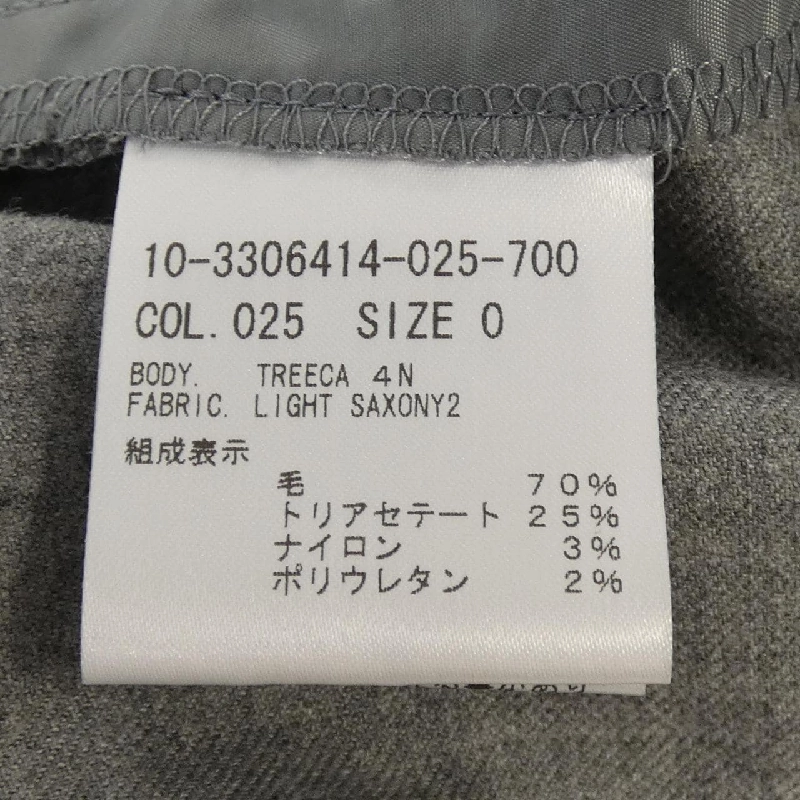 10-3306414-025-700
COL. 025 SIZE 0
BODY. TREECA 4N
FABRIC. LIGHT SAXONY2
組成表示
毛 70%
トリアセテート 25%
ナイロン 3%
ポリウレタン 2%